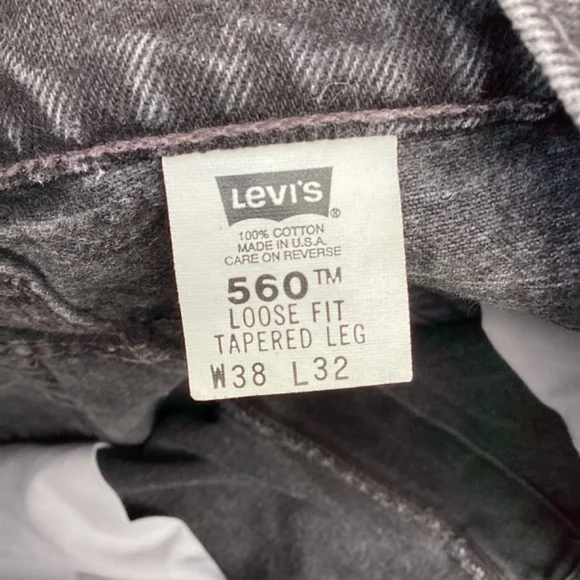 LEVI'S ®
100% COTTON
MADE IN U.S.A.
CARE ON REVERSE
560™
LOOSE FIT
TAPERED LEG
W38 L32